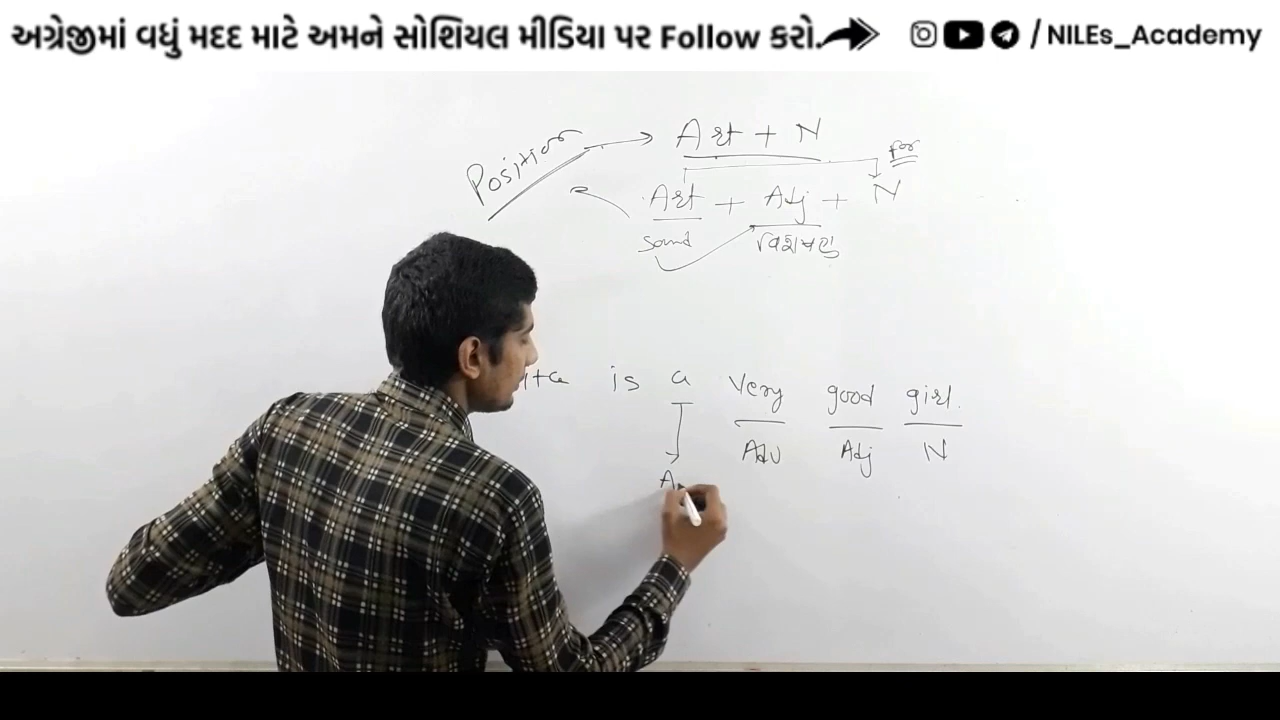 અંગ્રેજીમાં વધું મદદ માટે અમને સોશિયલ મીડિયા પર Follow કરો. / NILEs_Academy
Position Art + N
for
Art + Adj + N
Sound વિશેષણ
is a very good girl.
Adv Adj N
A